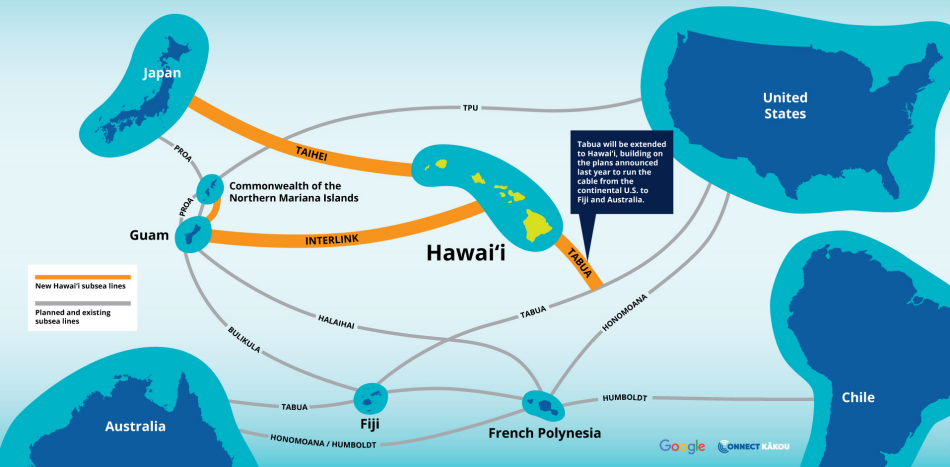 Japan
United
States
TPU
PROA
TAIHEI
Tabua will be extended
to Hawai‘i, building on
the plans announced
last year to run the
cable from the
continental U.S. to
Fiji and Australia.
Commonwealth of the
Northern Mariana Islands
PROA
Guam
INTERLINK
Hawai‘i
TABUA
New Hawai‘i subsea lines
Planned and existing
subsea lines
HALAIHAI
TABUA
HONOMOANA
BULIKULA
TABUA
Fiji
HUMBOLDT
Chile
Australia
HONOMOANA / HUMBOLDT
French Polynesia
Google
CONNECT KĀKOU